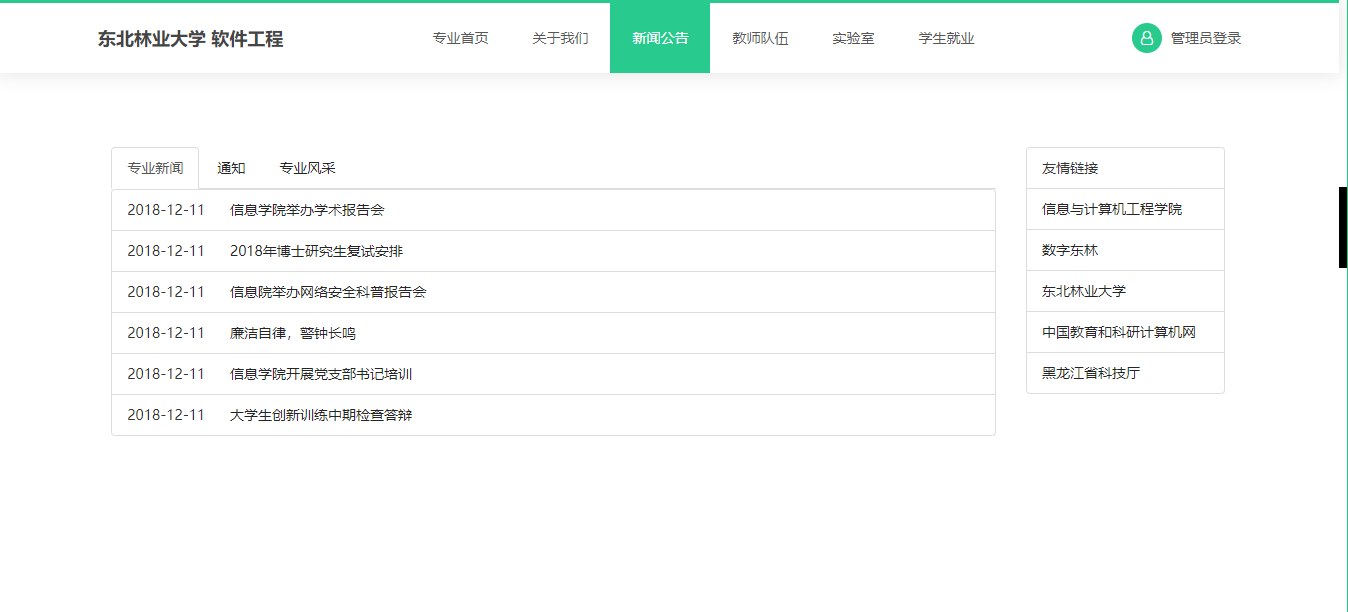 东北林业大学 软件工程
专业首页
关于我们
新闻公告
教师队伍
实验室
学生就业
管理员登录
专业新闻
通知
专业风采
2018-12-11 信息学院举办学术报告会
2018-12-11 2018年博士研究生复试安排
2018-12-11 信息院举办网络安全科普报告会
2018-12-11 廉洁自律，警钟长鸣
2018-12-11 信息学院开展党支部书记培训
2018-12-11 大学生创新训练中期检查答辩
友情链接
信息与计算机工程学院
数字东林
东北林业大学
中国教育和科研计算机网
黑龙江省科技厅